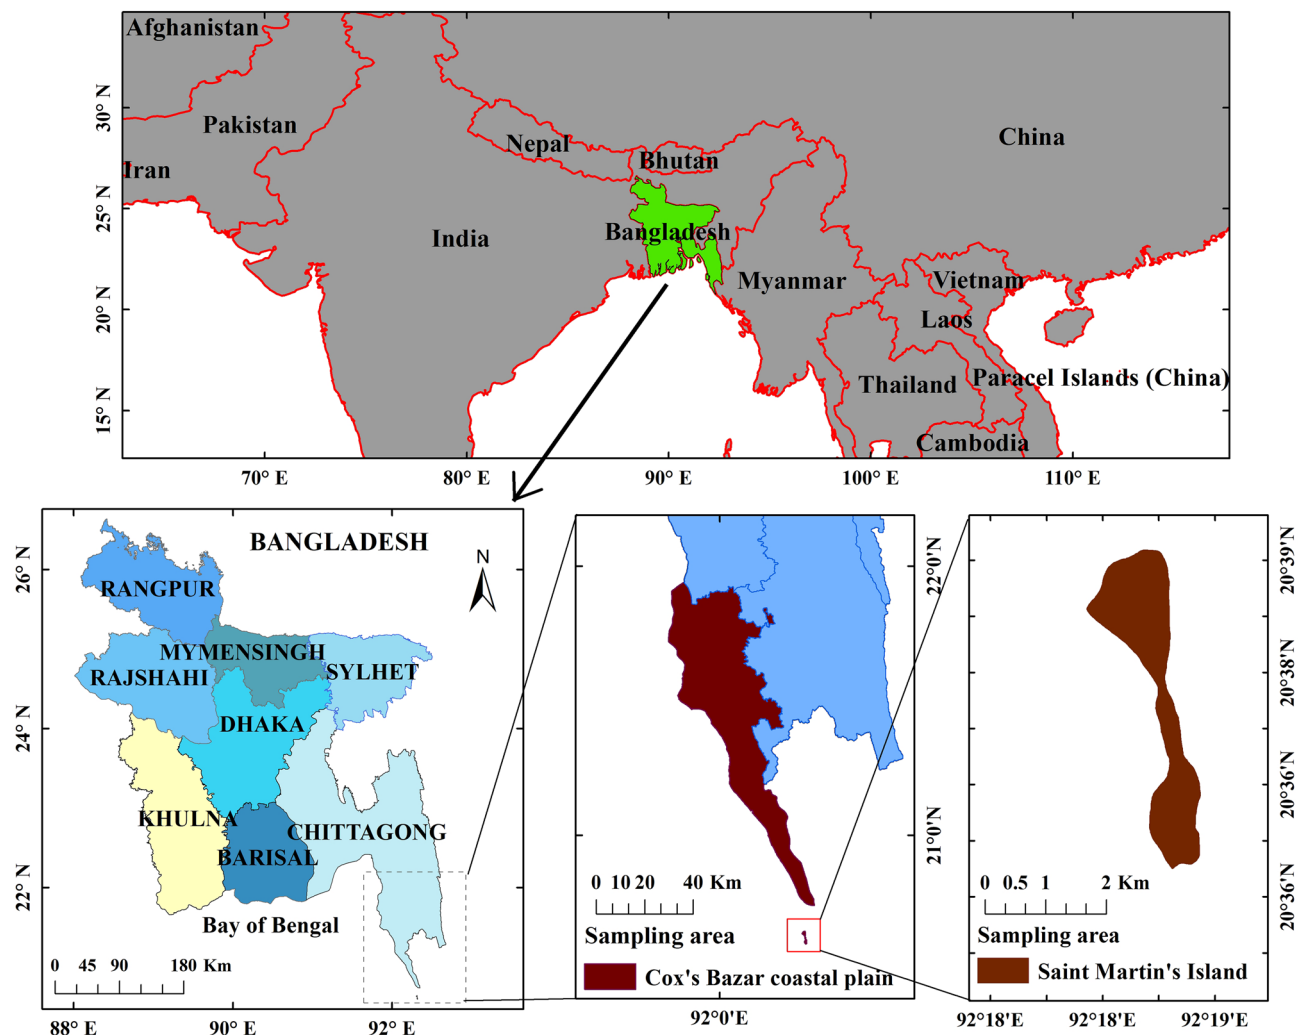 Afghanistan
Pakistan
Iran
Nepal
Bhutan
China
India
Bangladesh
Myanmar
Vietnam
Laos
Thailand
Paracel Islands (China)
Cambodia
30° N
25° N
20° N
15° N
70° E
80° E
90° E
100° E
110° E
BANGLADESH
N
RANGPUR
MYMENSINGH
RAJSHAHI
SYLHET
DHAKA
KHULNA
CHITTAGONG
BARISAL
Bay of Bengal
0 45 90 180 Km
26° N
24° N
22° N
88° E
90° E
92° E
22°0'N
21°0'N
0 10 20 40 Km
Sampling area
Cox's Bazar coastal plain
92°0'E
20°39'N
20°38'N
20°36'N
20°36'N
0 0.5 1 2 Km
Sampling area
Saint Martin's Island
92°18'E
92°18'E
92°19'E